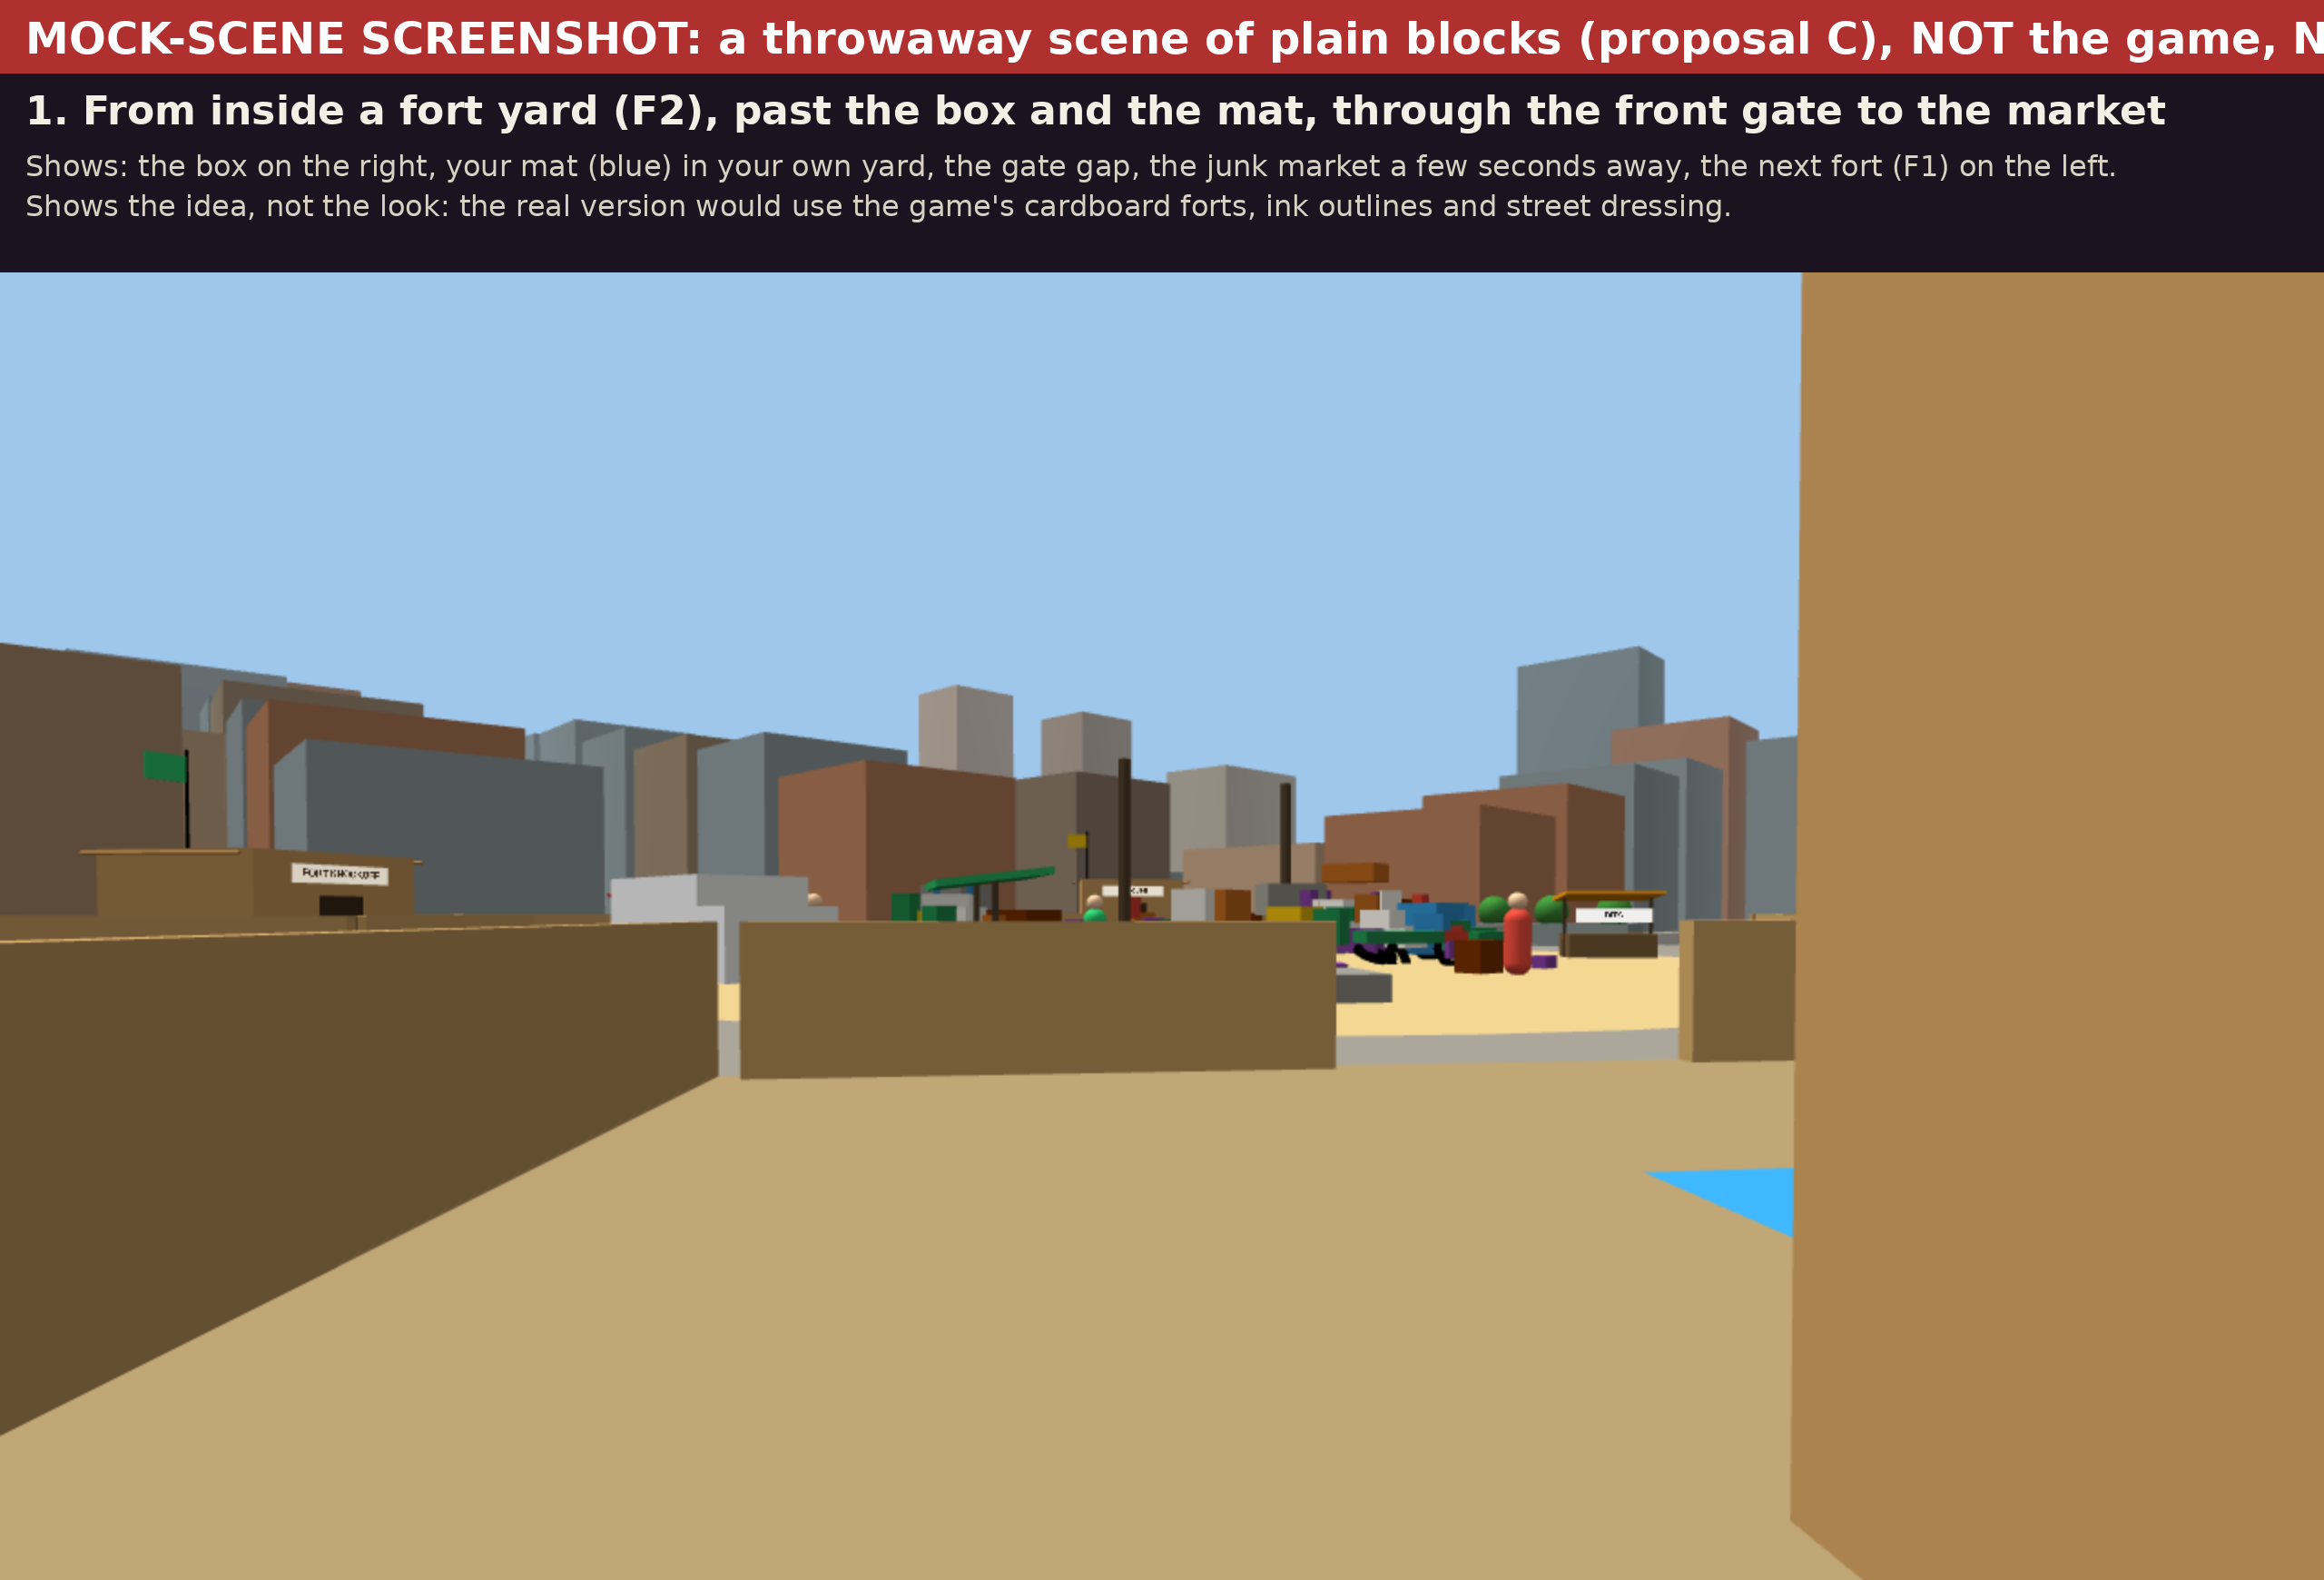 MOCK-SCENE SCREENSHOT: a throwaway scene of plain blocks (proposal C), NOT the game, N
1. From inside a fort yard (F2), past the box and the mat, through the front gate to the market
Shows: the box on the right, your mat (blue) in your own yard, the gate gap, the junk market a few seconds away, the next fort (F1) on the left.
Shows the idea, not the look: the real version would use the game's cardboard forts, ink outlines and street dressing.